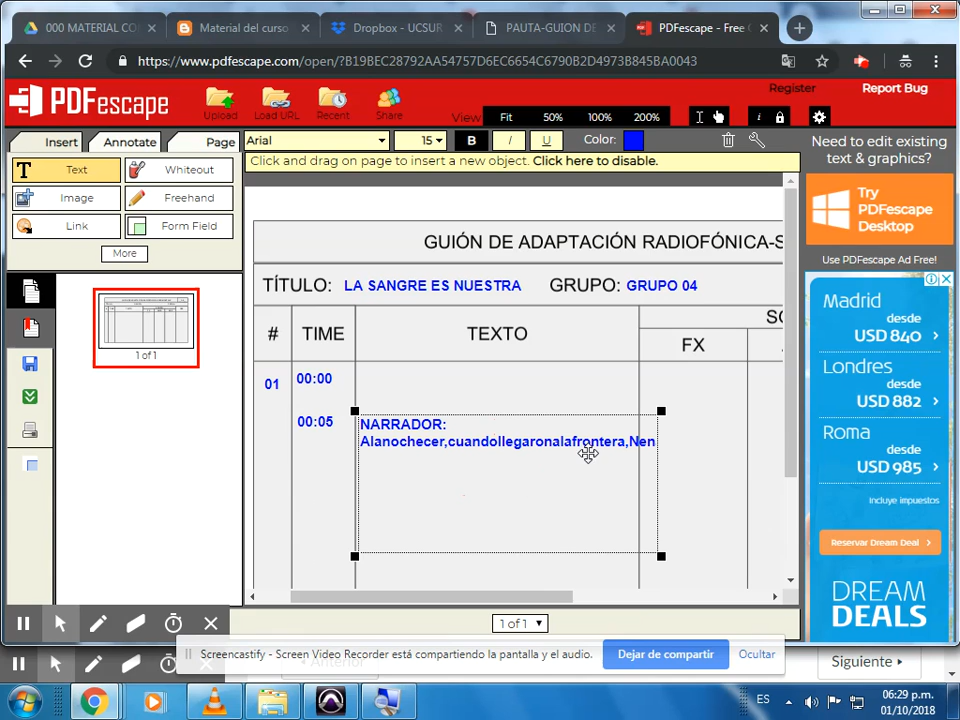 000 MATERIAL CO
Material del curso
Dropbox - UCSUR
PAUTA-GUION DE
PDFescape - Free
https://www.pdfescape.com/open/?B19BEC28792AA54757D6EC6654C6790B2D4973B845BA0043
PDFescape
Upload
Load URL
Recent
Share
Register
Report Bug
View
Fit
50%
100%
200%
Insert
Annotate
Page
Arial
15
B
I
U
Color:
Click and drag on page to insert a new object. Click here to disable.
Text
Whiteout
Image
Freehand
Link
Form Field
More
1 of 1
GUIÓN DE ADAPTACIÓN RADIOFÓNICA-S
TÍTULO: LA SANGRE ES NUESTRA GRUPO: GRUPO 04
# TIME TEXTO
FX
01 00:00
00:05
NARRADOR:
Alanochecer,cuandollegaronalafrontera,Nen
1 of 1
Need to edit existing
text & graphics?
Try
PDFescape
Desktop
Use PDFescape Ad Free!
Madrid
desde
USD 840
Londres
desde
USD 882
Roma
desde
USD 985
Incluye impuestos
Reservar Dream Deal
DREAM
DEALS
Screencastify - Screen Video Recorder está compartiendo la pantalla y el audio.
Dejar de compartir
Ocultar
Anterior
Siguiente
ES
06:29 p.m.
01/10/2018